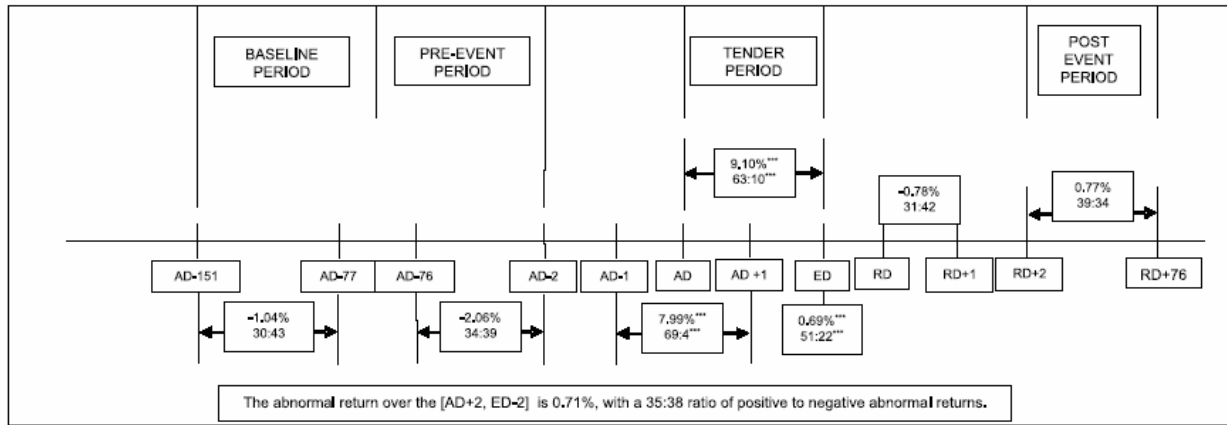 BASELINE
PERIOD
PRE-EVENT
PERIOD
TENDER
PERIOD
POST
EVENT
PERIOD
9.10%***
63:10***
-0.78%
31:42
0.77%
39:34
AD-151
AD-77
AD-76
AD-2
AD-1
AD
AD +1
ED
RD
RD+1
RD+2
RD+76
-1.04%
30:43
-2.06%
34:39
7.99%***
69:4***
0.69%***
51:22***
The abnormal return over the [AD+2, ED-2] is 0.71%, with a 35:38 ratio of positive to negative abnormal returns.